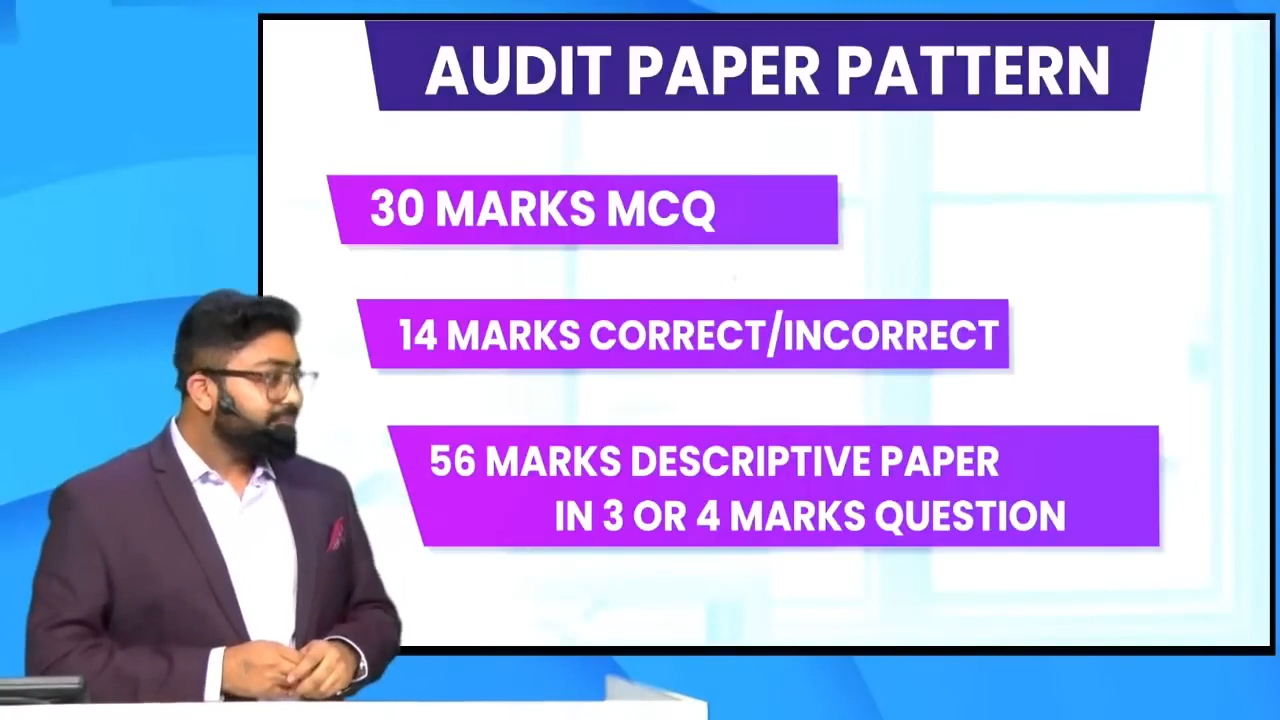 AUDIT PAPER PATTERN
30 MARKS MCQ
14 MARKS CORRECT/INCORRECT
56 MARKS DESCRIPTIVE PAPER
IN 3 OR 4 MARKS QUESTION